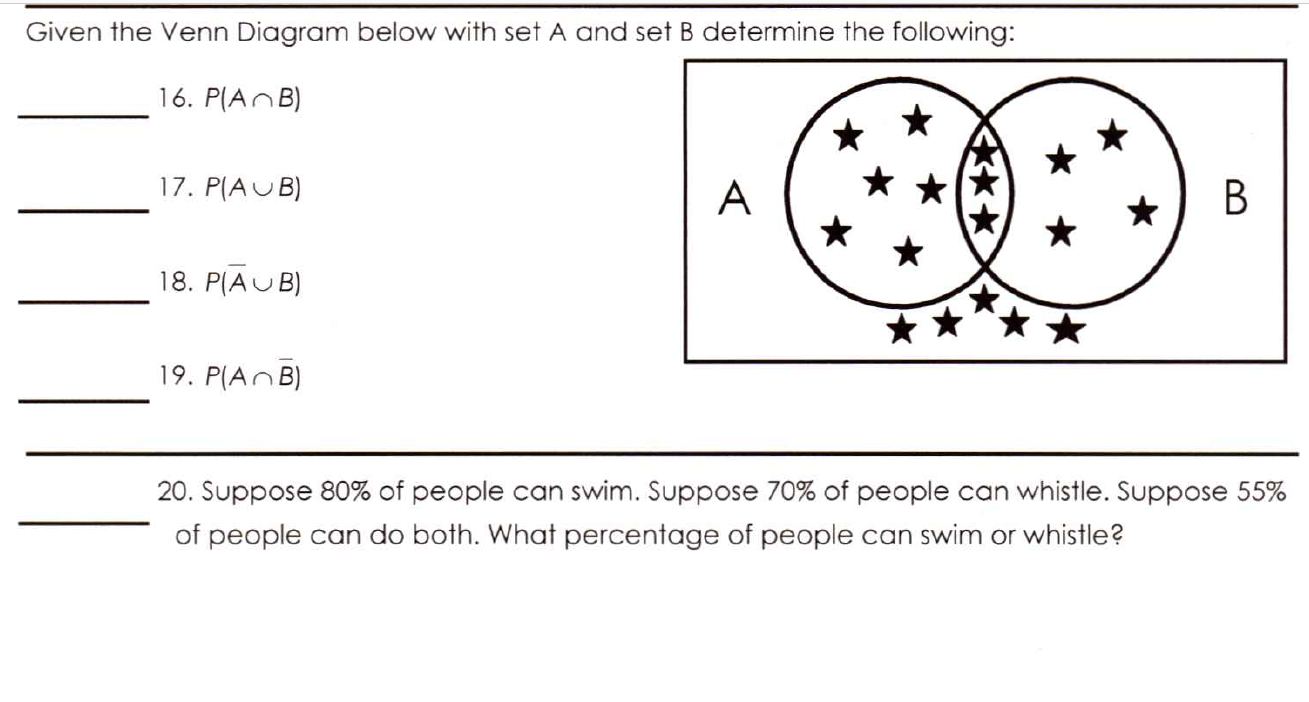 Given the Venn Diagram below with set A and set B determine the following:
16. P(A∩B)
17. P(A∪B)
18. P(A̅∪B)
19. P(A∩B̅)
A
B
20. Suppose 80% of people can swim. Suppose 70% of people can whistle. Suppose 55%
of people can do both. What percentage of people can swim or whistle?